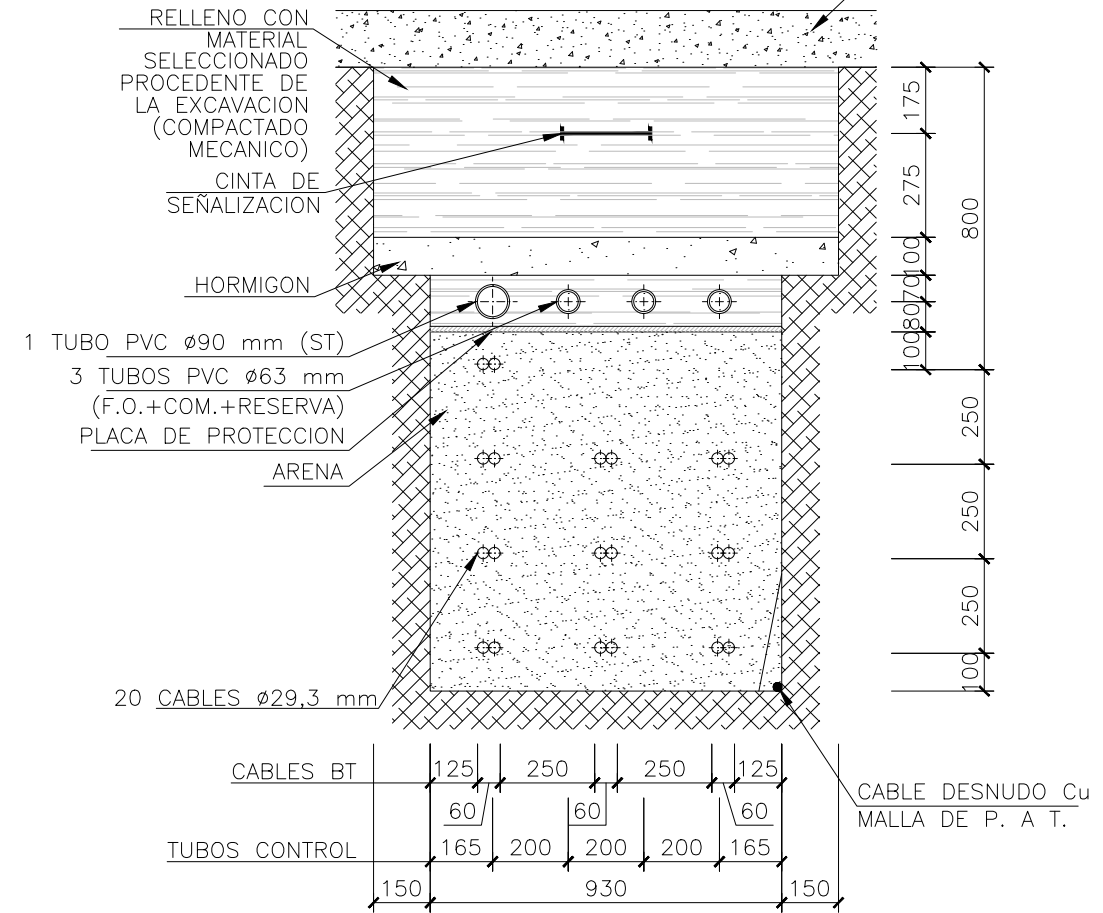 RELLENO CON
MATERIAL
SELECCIONADO
PROCEDENTE DE
LA EXCAVACION
(COMPACTADO
MECANICO)
CINTA DE
SEÑALIZACION
HORMIGON
1 TUBO PVC ø90 mm (ST)
3 TUBOS PVC ø63 mm
(F.O.+COM.+RESERVA)
PLACA DE PROTECCION
ARENA
20 CABLES ø29,3 mm
175
275
100
70
80
100
800
250
250
250
100
CABLES BT
125
250
250
125
60
60
60
TUBOS CONTROL
165
200
200
200
165
150
930
150
CABLE DESNUDO Cu
MALLA DE P. A T.